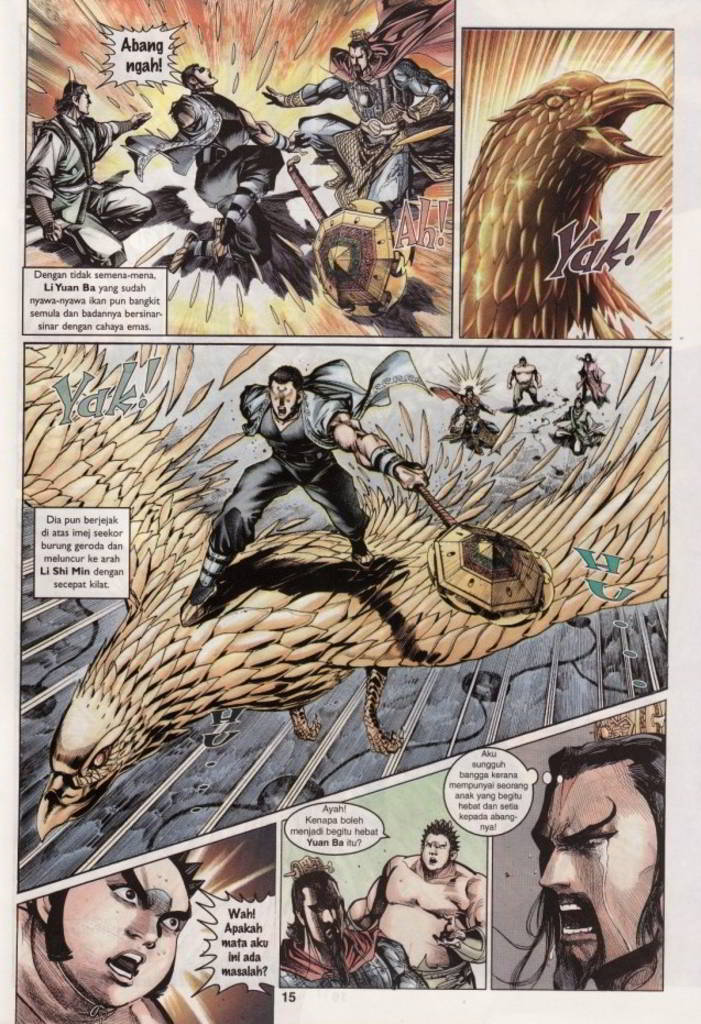 Abang
ngah!
Ah!
Dengan tidak semena-mena,
Li Yuan Ba yang sudah
nyawa-nyawa ikan pun bangkit
semula dan badannya bersinar-
sinar dengan cahaya emas.
Yak!
Yak!
Dia pun berjejak
di atas imej seekor
burung geroda dan
meluncur ke arah
Li Shi Min dengan
secepat kilat.
Wah!
Apakah
mata aku
ini ada
masalah?
Ayah!
Kenapa boleh
menjadi begitu hebat
Yuan Ba itu?
Aku
sungguh
bangga kerana
mempunyai seorang
anak yang begitu
hebat dan setia
kepada abang-
nya!
15